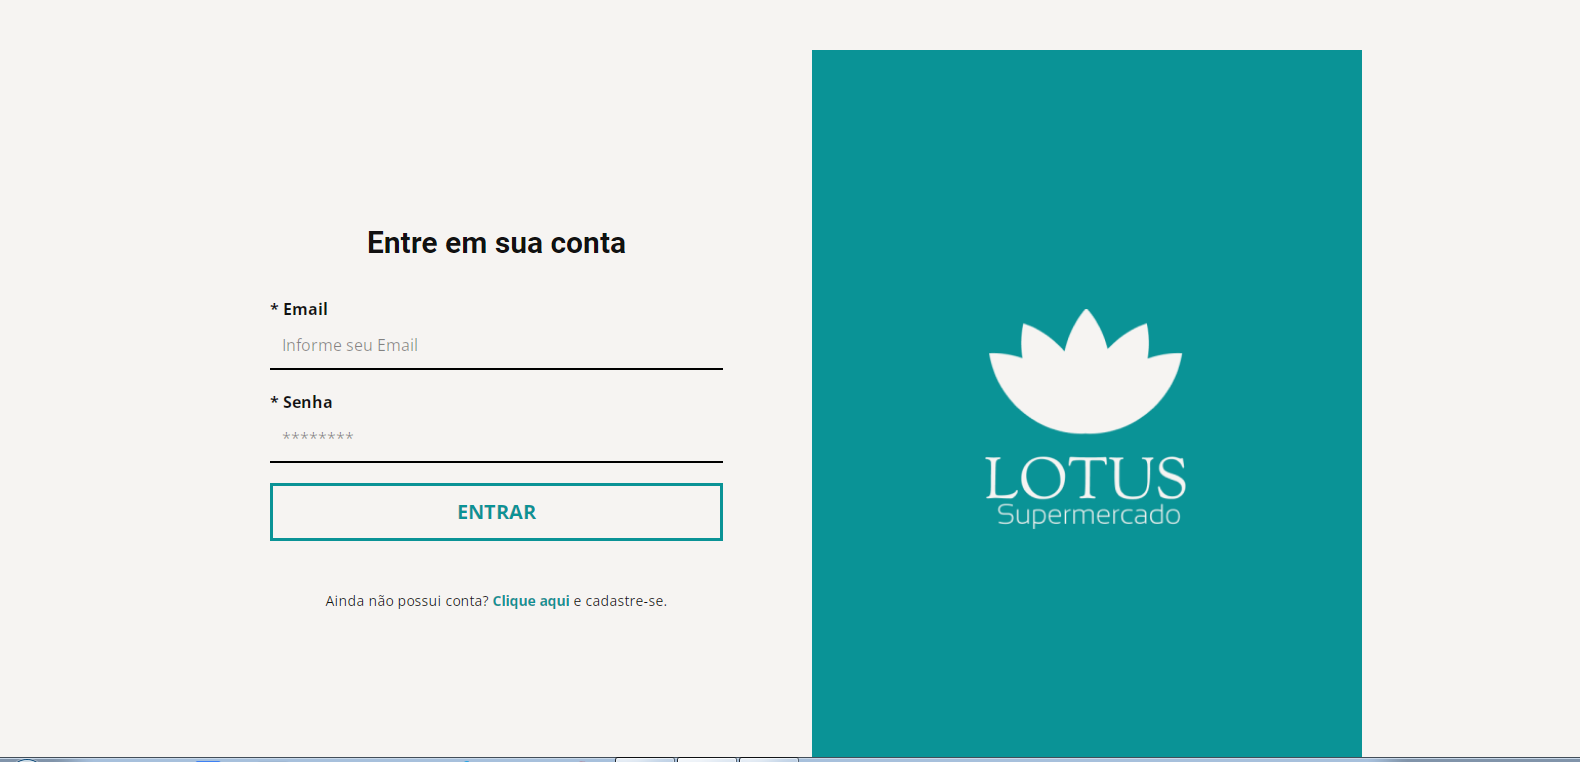 Entre em sua conta
* Email
Informe seu Email
* Senha
********
ENTRAR
Ainda não possui conta? Clique aqui e cadastre-se.
LOTUS
Supermercado